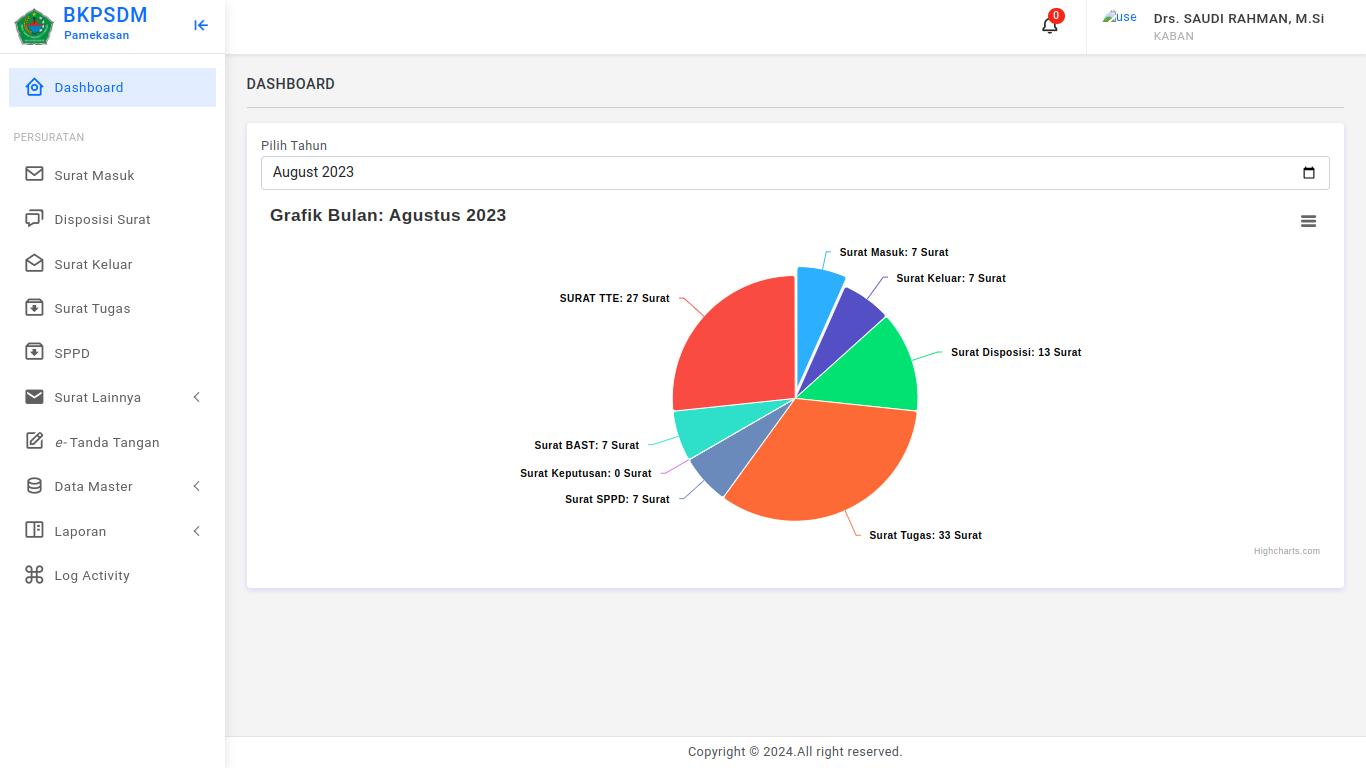 BKPSDM
Pamekasan
0
use
Drs. SAUDI RAHMAN, M.Si
KABAN
Dashboard
PERSURATAN
Surat Masuk
Disposisi Surat
Surat Keluar
Surat Tugas
SPPD
Surat Lainnya
e-Tanda Tangan
Data Master
Laporan
Log Activity
DASHBOARD
Pilih Tahun
August 2023
Grafik Bulan: Agustus 2023
Surat Masuk: 7 Surat
Surat Keluar: 7 Surat
SURAT TTE: 27 Surat
Surat Disposisi: 13 Surat
Surat BAST: 7 Surat
Surat Keputusan: 0 Surat
Surat SPPD: 7 Surat
Surat Tugas: 33 Surat
Highcharts.com
Copyright © 2024.All right reserved.